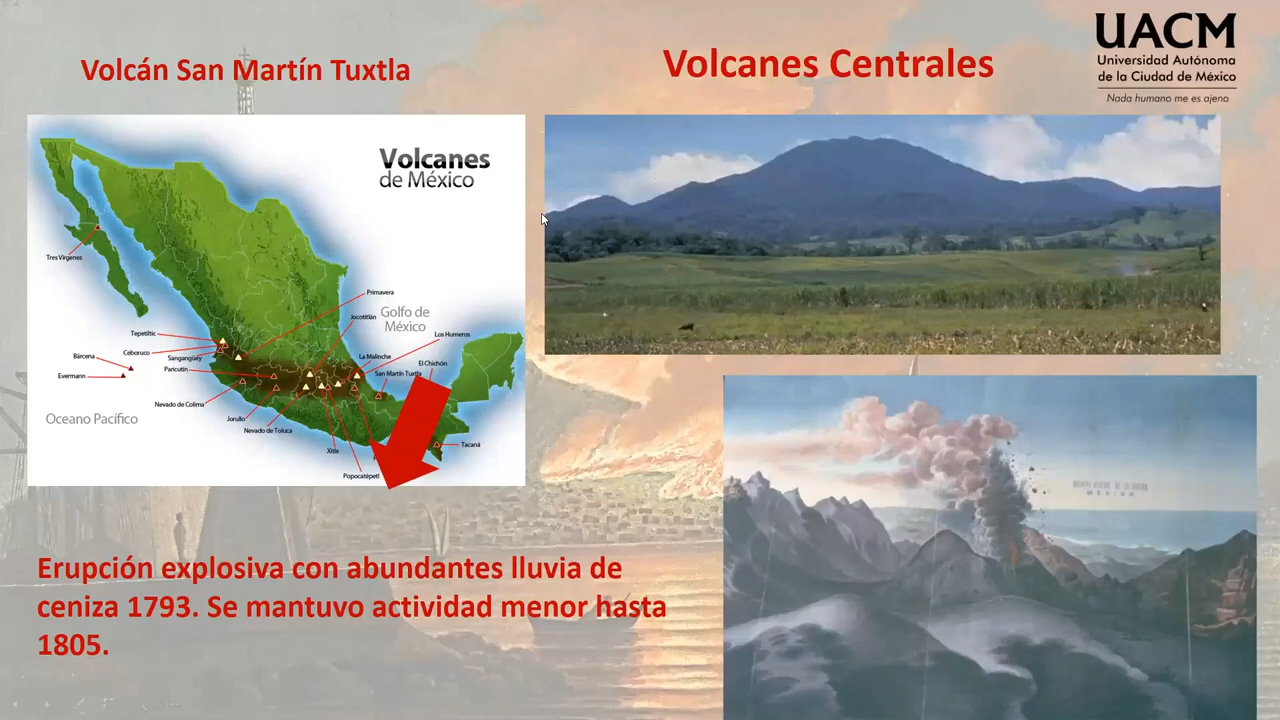 Volcán San Martín Tuxtla
Volcanes Centrales
UACM
Universidad Autónoma
de la Ciudad de México
Nada humano me es ajeno
Volcanes
de México
Tres Vírgenes
Primavera
Jocotitlán
Golfo de
México
Los Humeros
Tepetiltic
Ceboruco
Sangangüey
La Malinche
Bárcena
El Chichón
Paricutín
San Martín Tuxtla
Evermann
Nevado de Colima
Oceano Pacífico
Jorullo
Nevado de Toluca
Xitle
Tacaná
Popocatépetl
Erupción explosiva con abundantes lluvia de
ceniza 1793. Se mantuvo actividad menor hasta
1805.
MEXICO